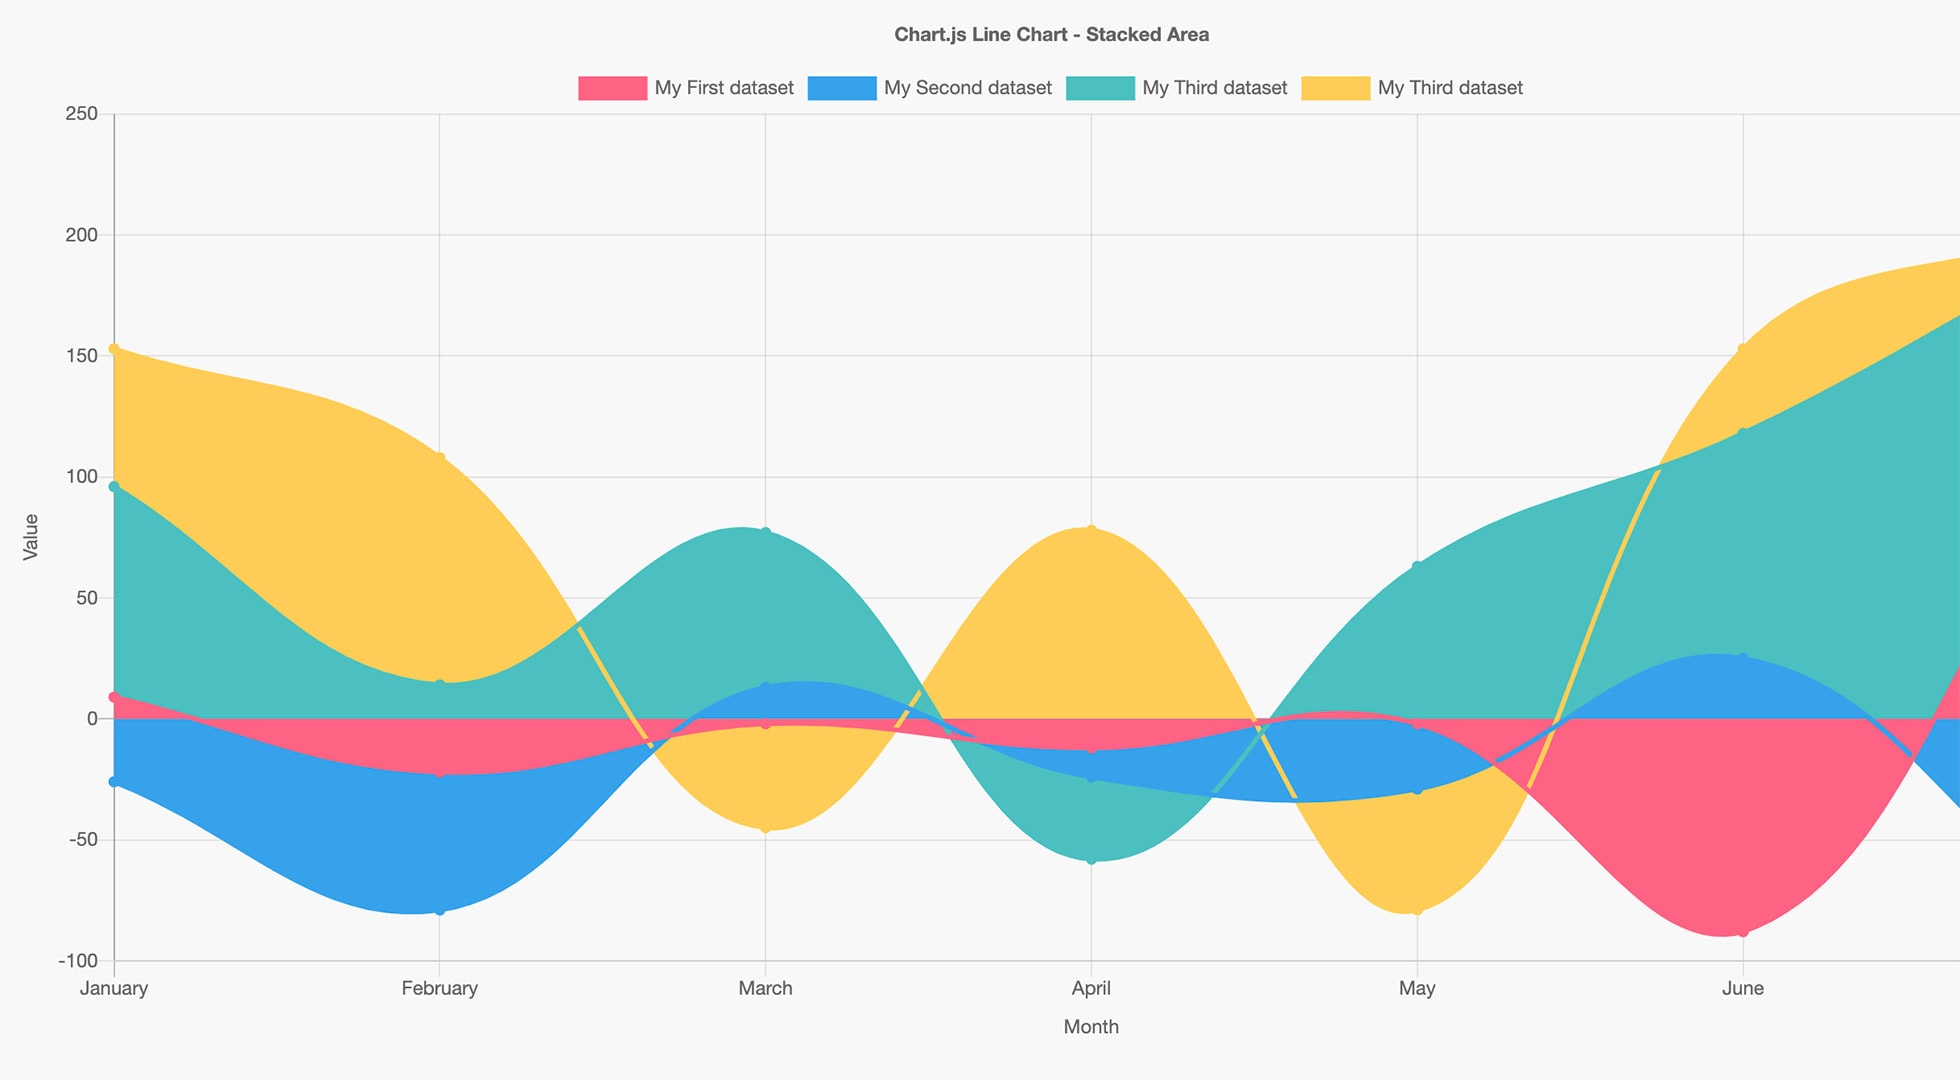 Chart.js Line Chart - Stacked Area
My First dataset My Second dataset My Third dataset My Third dataset
250
200
150
100
50
0
-50
-100
Value
January February March April May June
Month